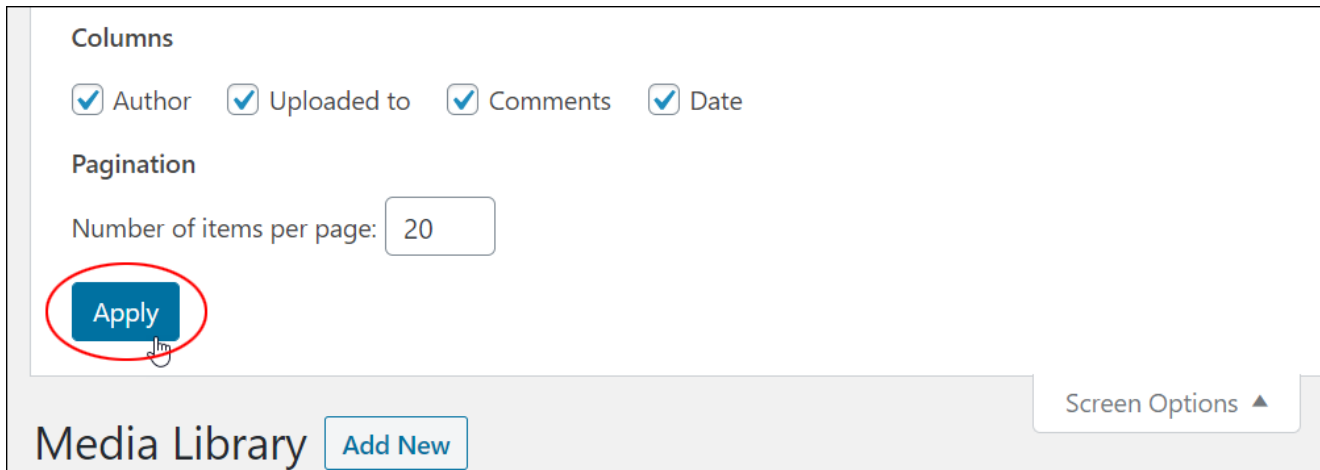 Columns
Author Uploaded to Comments Date
Pagination
Number of items per page: 20
Apply
Screen Options
Media Library Add New